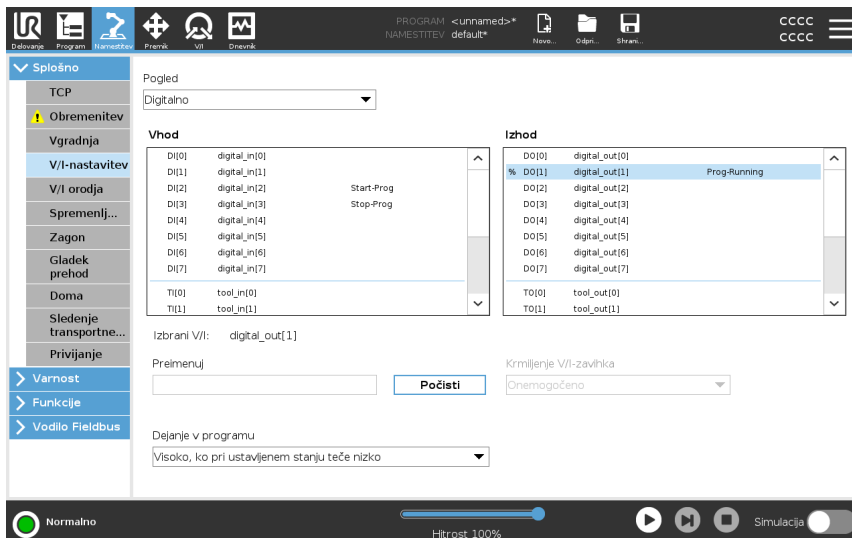 UR
PROGRAM <unnamed>*
NAMESTITEV default*
CCCC
CCCC
Delovanje Program Namestitev Premik V/I Dnevnik Novo... Odpri... Shrani...
Splošno
TCP
Obremenitev
Vgradnja
V/I-nastavitev
V/I orodja
Spremenlj...
Zagon
Gladek
prehod
Doma
Sledenje
transportne...
Privijanje
Varnost
Funkcije
Vodilo Fieldbus
Pogled
Digitalno
Vhod
DI[0] digital_in[0]
DI[1] digital_in[1]
DI[2] digital_in[2] Start-Prog
DI[3] digital_in[3] Stop-Prog
DI[4] digital_in[4]
DI[5] digital_in[5]
DI[6] digital_in[6]
DI[7] digital_in[7]
TI[0] tool_in[0]
TI[1] tool_in[1]
Izhod
DO[0] digital_out[0]
% DO[1] digital_out[1] Prog-Running
DO[2] digital_out[2]
DO[3] digital_out[3]
DO[4] digital_out[4]
DO[5] digital_out[5]
DO[6] digital_out[6]
DO[7] digital_out[7]
TO[0] tool_out[0]
TO[1] tool_out[1]
Izbrani V/I: digital_out[1]
Preimenuj
Počisti
Krmiljenje V/I-zavihka
Onemogočeno
Dejanje v programu
Visoko, ko pri ustavljenem stanju teče nizko
Normalno
Hitrost 100%
Simulacija